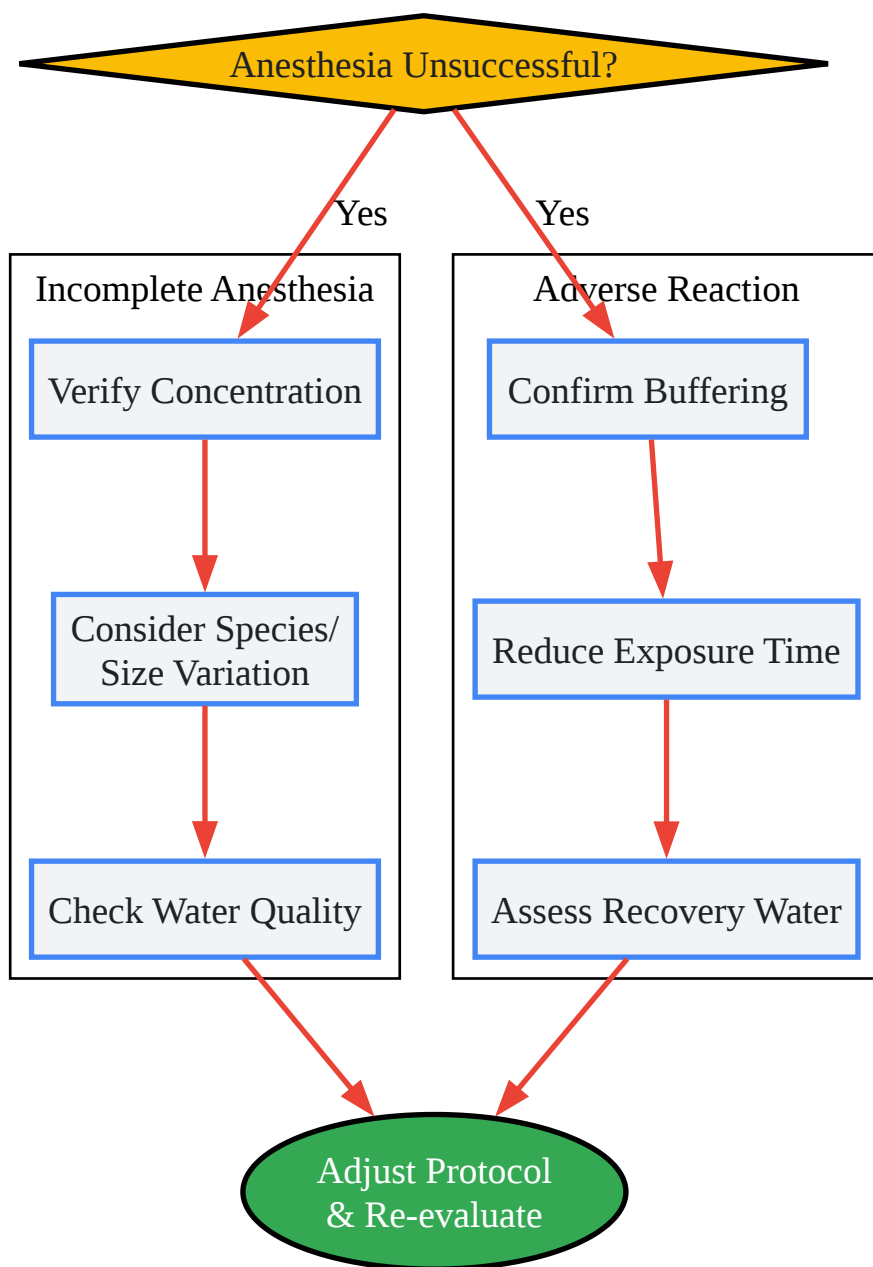 Anesthesia Unsuccessful?
Yes
Yes
Incomplete Anesthesia
Verify Concentration
Consider Species/
Size Variation
Check Water Quality
Adverse Reaction
Confirm Buffering
Reduce Exposure Time
Assess Recovery Water
Adjust Protocol
& Re-evaluate